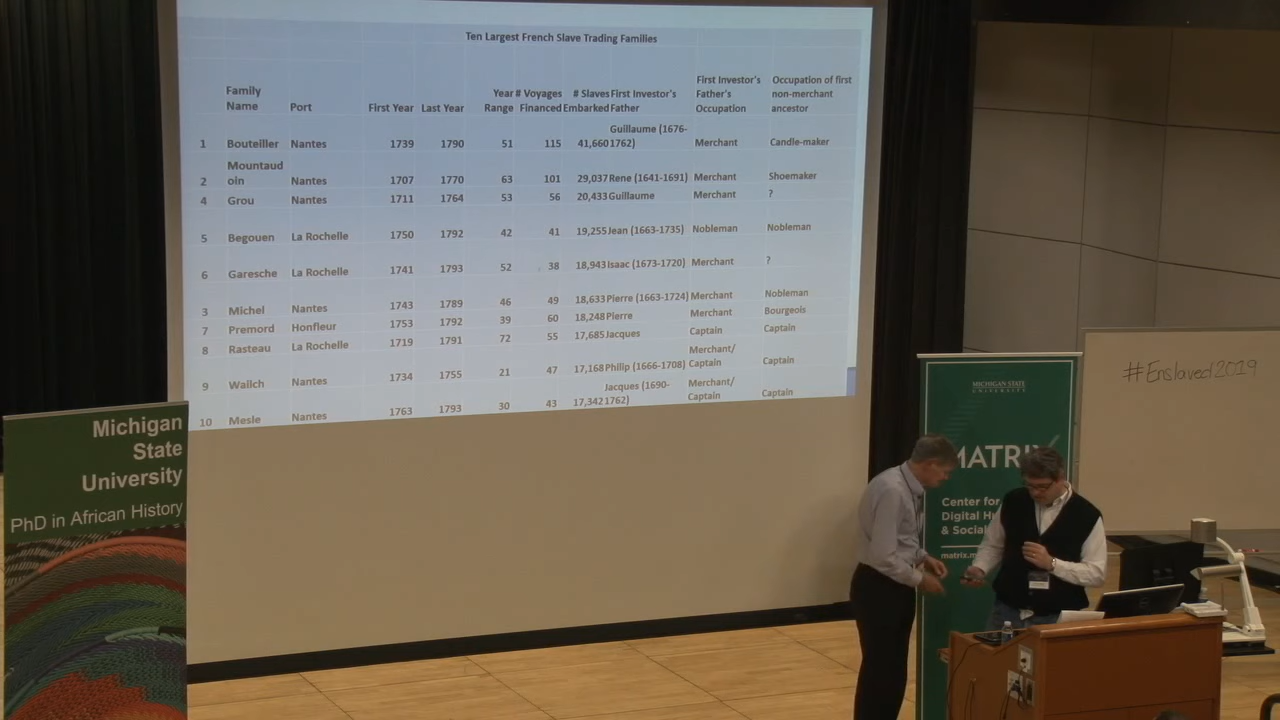 Ten Largest French Slave Trading Families
Family Name Port First Year Last Year Year Range # Voyages Financed # Slaves Embarked First Investor's Father First Investor's Father's Occupation Occupation of first non-merchant ancestor
1 Bouteiller Nantes 1739 1790 51 115 41,660 Guillaume (1676-1762) Merchant Candle-maker
2 Mountaudoin Nantes 1707 1770 63 101 29,037 Rene (1641-1691) Merchant Shoemaker
4 Grou Nantes 1711 1764 53 56 20,433 Guillaume Merchant ?
5 Begouen La Rochelle 1750 1792 42 41 19,255 Jean (1663-1735) Nobleman Nobleman
6 Garesche La Rochelle 1741 1793 52 38 18,943 Isaac (1673-1720) Merchant ?
3 Michel Nantes 1743 1789 46 49 18,633 Pierre (1663-1724) Merchant Nobleman
7 Premord Honfleur 1753 1792 39 60 18,248 Pierre Merchant Bourgeois
8 Rasteau La Rochelle 1719 1791 72 55 17,685 Jacques Captain Captain
9 Wailch Nantes 1734 1755 21 47 17,168 Philip (1666-1708) Merchant/ Captain Captain
10 Mesle Nantes 1763 1793 30 43 17,342 Jacques (1690-1762) Merchant/ Captain Captain
Michigan
State
University
PhD in African History
MICHIGAN STATE
UNIVERSITY
MATRIX
Center for
Digital
&
matrix.m
#Enslaved2019